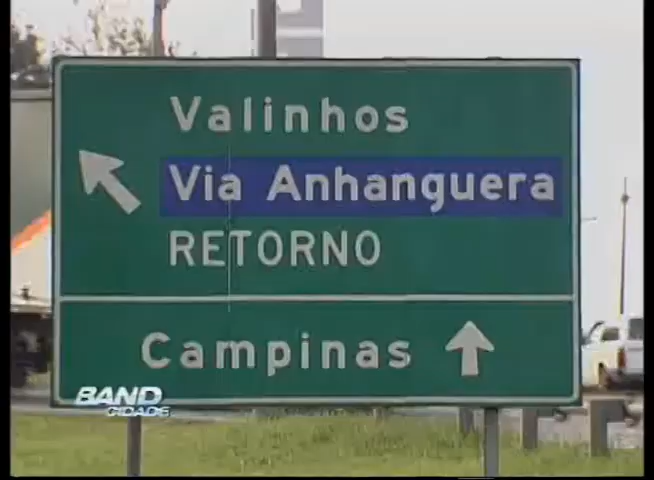 Valinhos
Via Anhanguera
RETORNO
Campinas
BAND
CIDADE